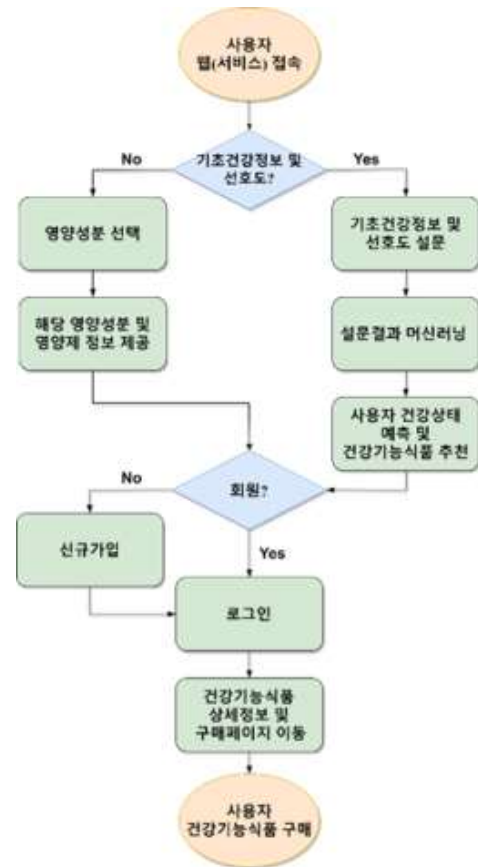 사용자
웹(서비스) 접속
기초건강정보 및
선호도?
No
Yes
영양성분 선택
기초건강정보 및
선호도 설문
해당 영양성분 및
영양제 정보 제공
설문결과 머신러닝
사용자 건강상태
예측 및
건강기능식품 추천
회원?
No
Yes
신규가입
로그인
건강기능식품
상세정보 및
구매페이지 이동
사용자
건강기능식품 구매